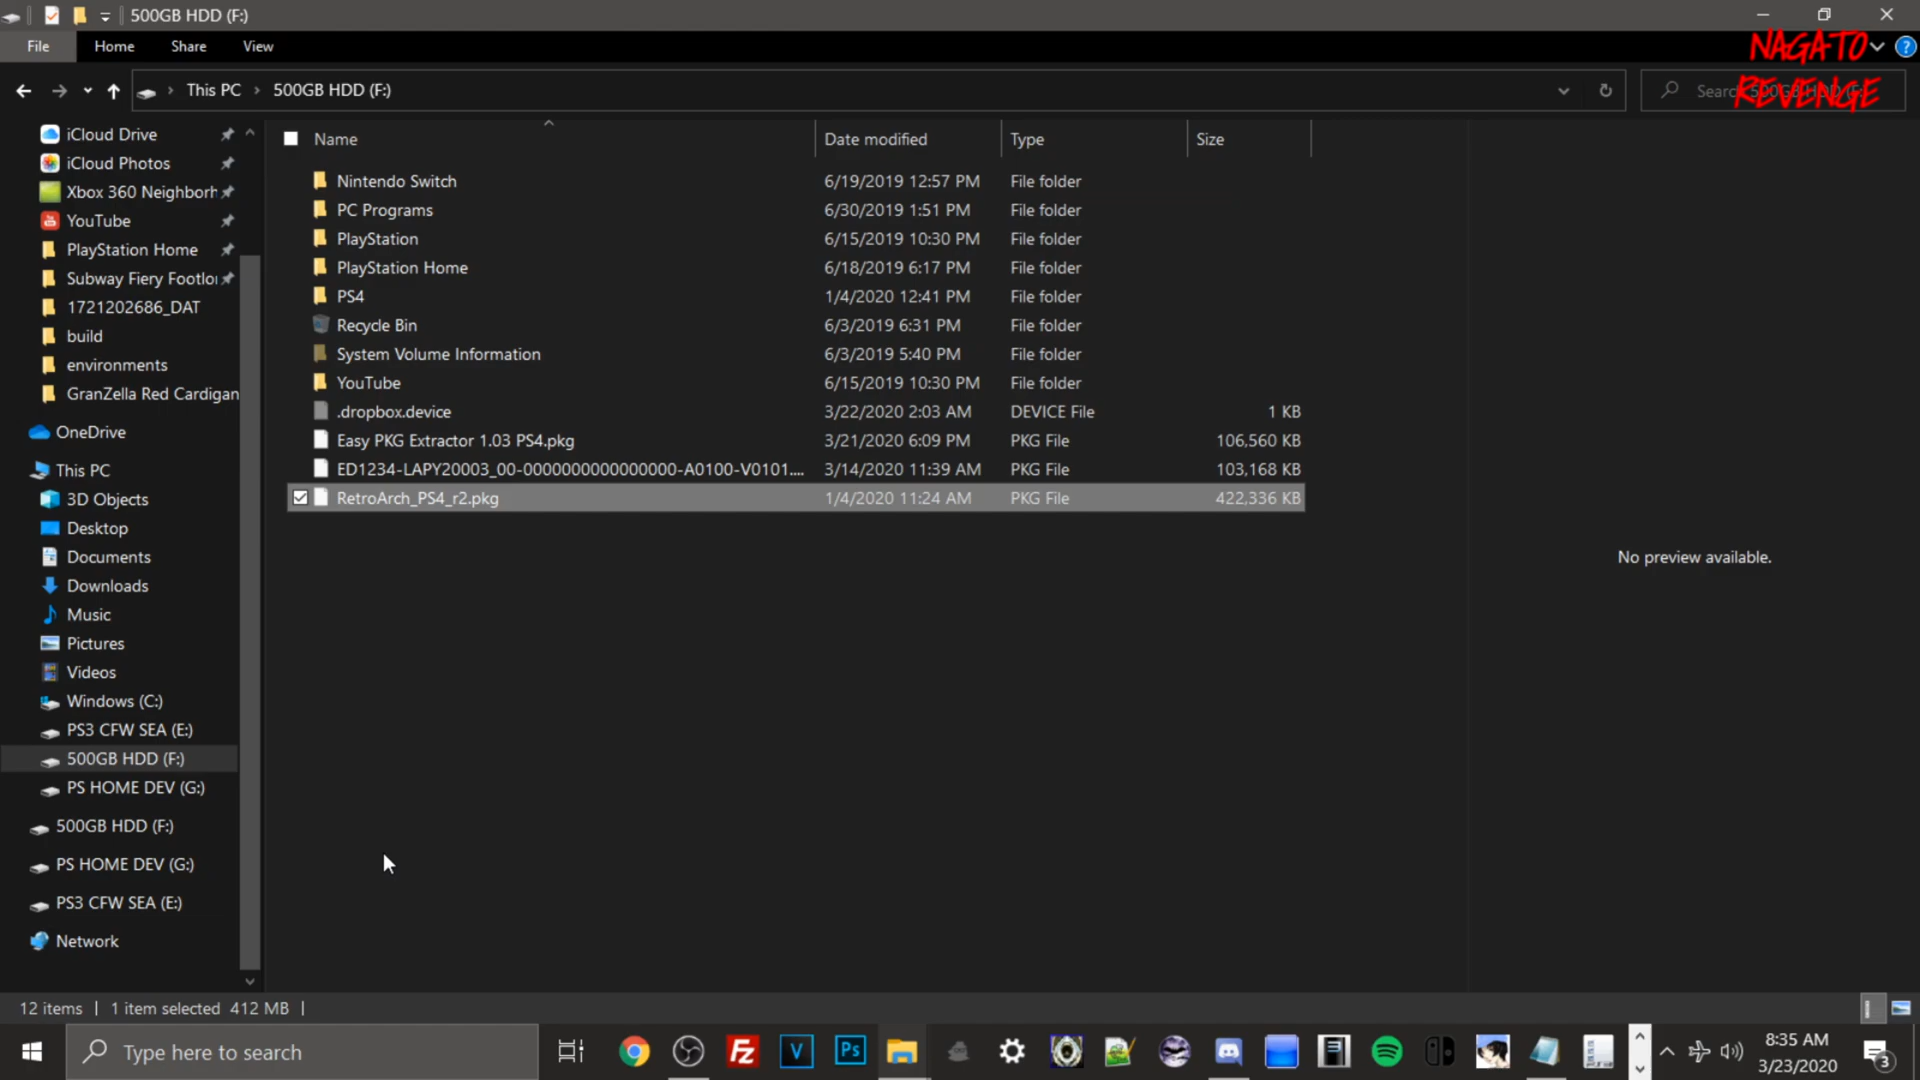 500GB HDD (F:)
File Home Share View
NAGATO
REVENGE
This PC > 500GB HDD (F:)
Search 500GB HDD (F:)
Name Date modified Type Size
iCloud Drive
iCloud Photos
Xbox 360 Neighborh
YouTube
PlayStation Home
Subway Fiery Footlo
1721202686_DAT
build
environments
GranZella Red Cardigan
OneDrive
This PC
3D Objects
Desktop
Documents
Downloads
Music
Pictures
Videos
Windows (C:)
PS3 CFW SEA (E:)
500GB HDD (F:)
PS HOME DEV (G:)
500GB HDD (F:)
PS HOME DEV (G:)
PS3 CFW SEA (E:)
Network
Nintendo Switch 6/19/2019 12:57 PM File folder
PC Programs 6/30/2019 1:51 PM File folder
PlayStation 6/15/2019 10:30 PM File folder
PlayStation Home 6/18/2019 6:17 PM File folder
PS4 1/4/2020 12:41 PM File folder
Recycle Bin 6/3/2019 6:31 PM File folder
System Volume Information 6/3/2019 5:40 PM File folder
YouTube 6/15/2019 10:30 PM File folder
.dropbox.device 3/22/2020 2:03 AM DEVICE File 1 KB
Easy PKG Extractor 1.03 PS4.pkg 3/21/2020 6:09 PM PKG File 106,560 KB
ED1234-LAPY20003_00-0000000000000000-A0100-V0101.... 3/14/2020 11:39 AM PKG File 103,168 KB
RetroArch_PS4_r2.pkg 1/4/2020 11:24 AM PKG File 422,336 KB
No preview available.
12 items | 1 item selected 412 MB |
Type here to search
Fz
V
Ps
8:35 AM
3/23/2020
3